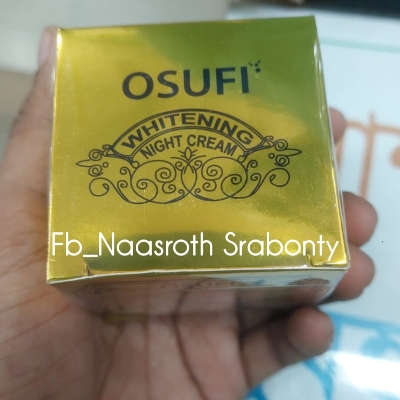 OSUFI
WHITENING
NIGHT CREAM
Fb_Naasroth Srabonty